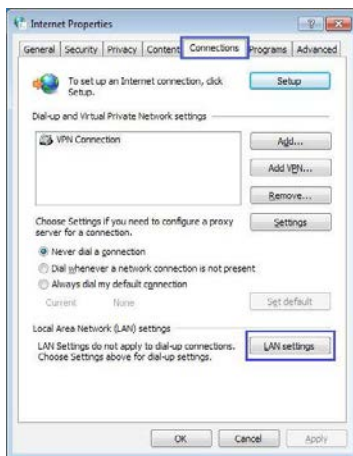 Internet Properties
General Security Privacy Content Connections Programs Advanced
To set up an Internet connection, click
Setup.
Setup
Dial-up and Virtual Private Network settings
VPN Connection
Add...
Add VPN...
Remove...
Choose Settings if you need to configure a proxy
server for a connection.
Settings
Never dial a connection
Dial whenever a network connection is not present
Always dial my default connection
Current None
Set default
Local Area Network (LAN) settings
LAN Settings do not apply to dial-up connections.
Choose Settings above for dial-up settings.
LAN settings
OK Cancel Apply